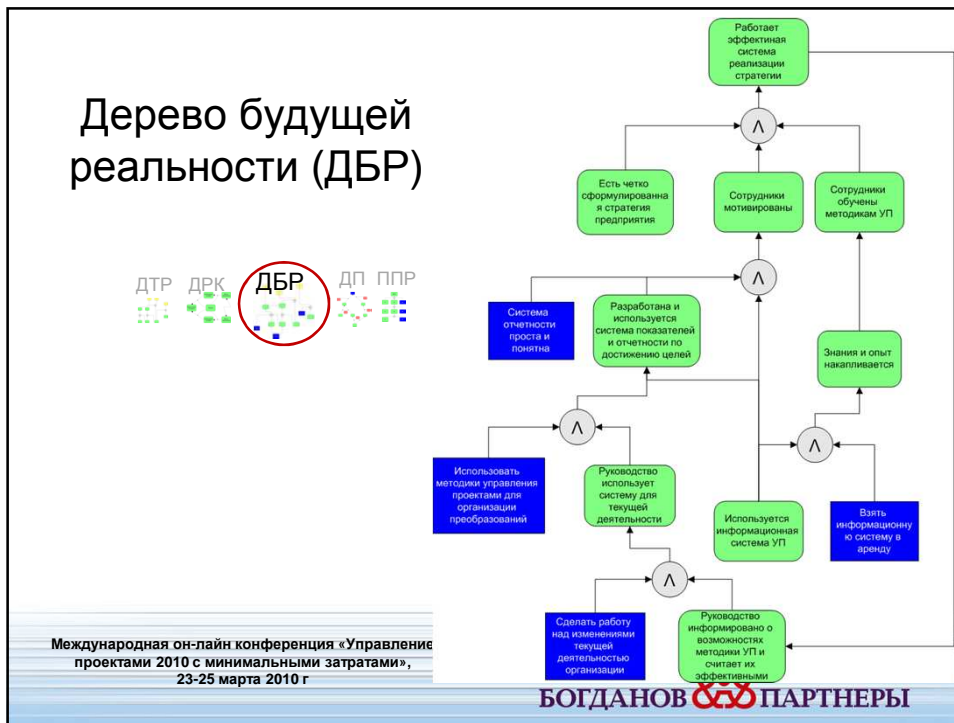 Дерево будущей
реальности (ДБР)
ДТР
ДРК
ДБР
ДП
ППР
Работает
эффектиная
система
реализации
стратегии
Λ
Есть четко
сформулированна
я стратегия
предприятия
Сотрудники
мотивированы
Сотрудники
обучены
методикам УП
Λ
Система
отчетности
проста и
понятна
Разработана и
используется
система показателей
и отчетности по
достижению целей
Знания и опыт
накапливается
Λ
Λ
Использовать
методики управления
проектами для
организации
преобразований
Руководство
использует
систему для
текущей
деятельности
Используется
информационная
система УП
Взять
информационну
ю систему в
аренду
Λ
Сделать работу
над изменениями
текущей
деятельностью
организации
Руководство
информировано о
возможностях
методики УП и
считает их
эффективными
Международная он-лайн конференция «Управление
проектами 2010 с минимальными затратами»,
23-25 марта 2010 г
БОГДАНОВ ПАРТНЕРЫ